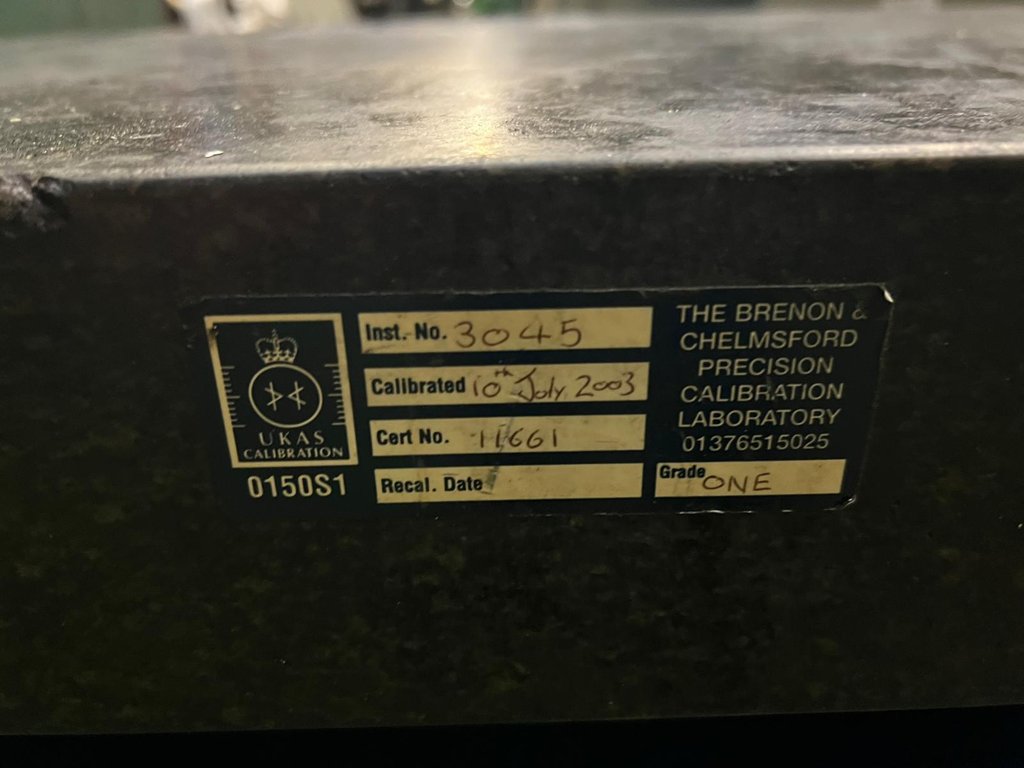 UKAS
CALIBRATION
0150S1
Inst. No. 3045
Calibrated 10th July 2003
Cert No. 11661
Recal. Date
THE BRENON &
CHELMSFORD
PRECISION
CALIBRATION
LABORATORY
01376515025
Grade ONE